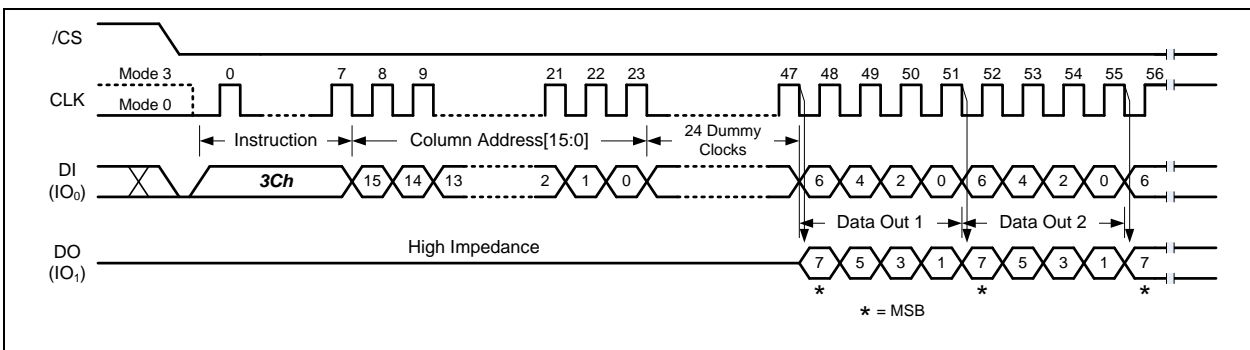 /CS
Mode 3 0 7 8 9 21 22 23 47 48 49 50 51 52 53 54 55 56
CLK
Mode 0
Instruction Column Address[15:0] 24 Dummy
Clocks
DI
(IO0) 3Ch 15 14 13 2 1 0 6 4 2 0 6 4 2 0 6
Data Out 1 Data Out 2
High Impedance
DO
(IO1) 7 5 3 1 7 5 3 1 7
* * *
* = MSB